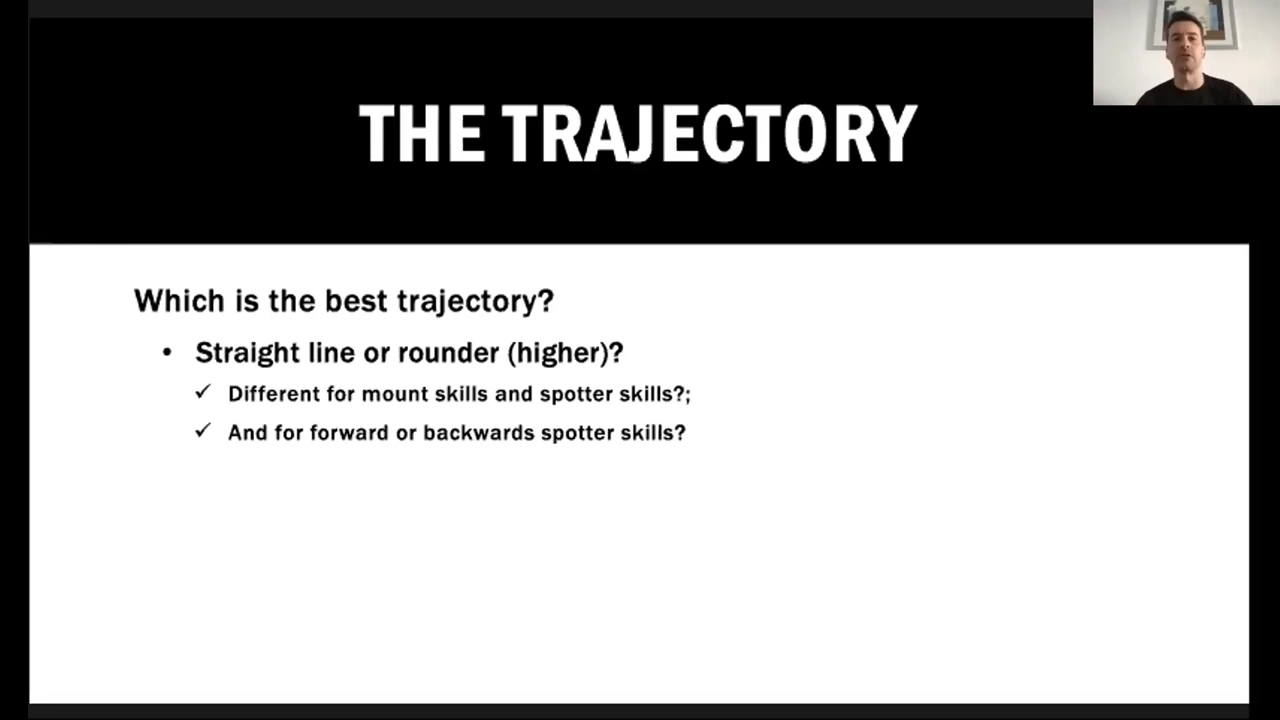 THE TRAJECTORY
Which is the best trajectory?
• Straight line or rounder (higher)?
✓ Different for mount skills and spotter skills?;
✓ And for forward or backwards spotter skills?